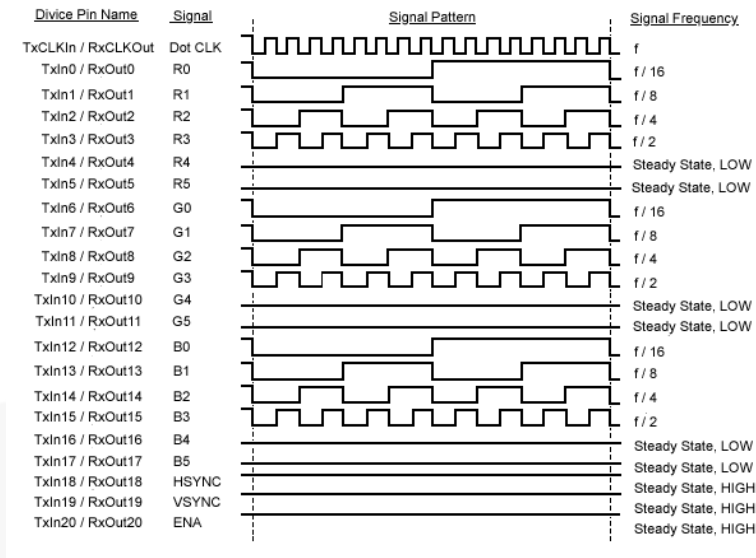 Divice Pin Name Signal Signal Pattern Signal Frequency
TxCLKIn / RxCLKOut Dot CLK f
TxIn0 / RxOut0 R0 f / 16
TxIn1 / RxOut1 R1 f / 8
TxIn2 / RxOut2 R2 f / 4
TxIn3 / RxOut3 R3 f / 2
TxIn4 / RxOut4 R4 Steady State, LOW
TxIn5 / RxOut5 R5 Steady State, LOW
TxIn6 / RxOut6 G0 f / 16
TxIn7 / RxOut7 G1 f / 8
TxIn8 / RxOut8 G2 f / 4
TxIn9 / RxOut9 G3 f / 2
TxIn10 / RxOut10 G4 Steady State, LOW
TxIn11 / RxOut11 G5 Steady State, LOW
TxIn12 / RxOut12 B0 f / 16
TxIn13 / RxOut13 B1 f / 8
TxIn14 / RxOut14 B2 f / 4
TxIn15 / RxOut15 B3 f / 2
TxIn16 / RxOut16 B4 Steady State, LOW
TxIn17 / RxOut17 B5 Steady State, LOW
TxIn18 / RxOut18 HSYNC Steady State, HIGH
TxIn19 / RxOut19 VSYNC Steady State, HIGH
TxIn20 / RxOut20 ENA Steady State, HIGH